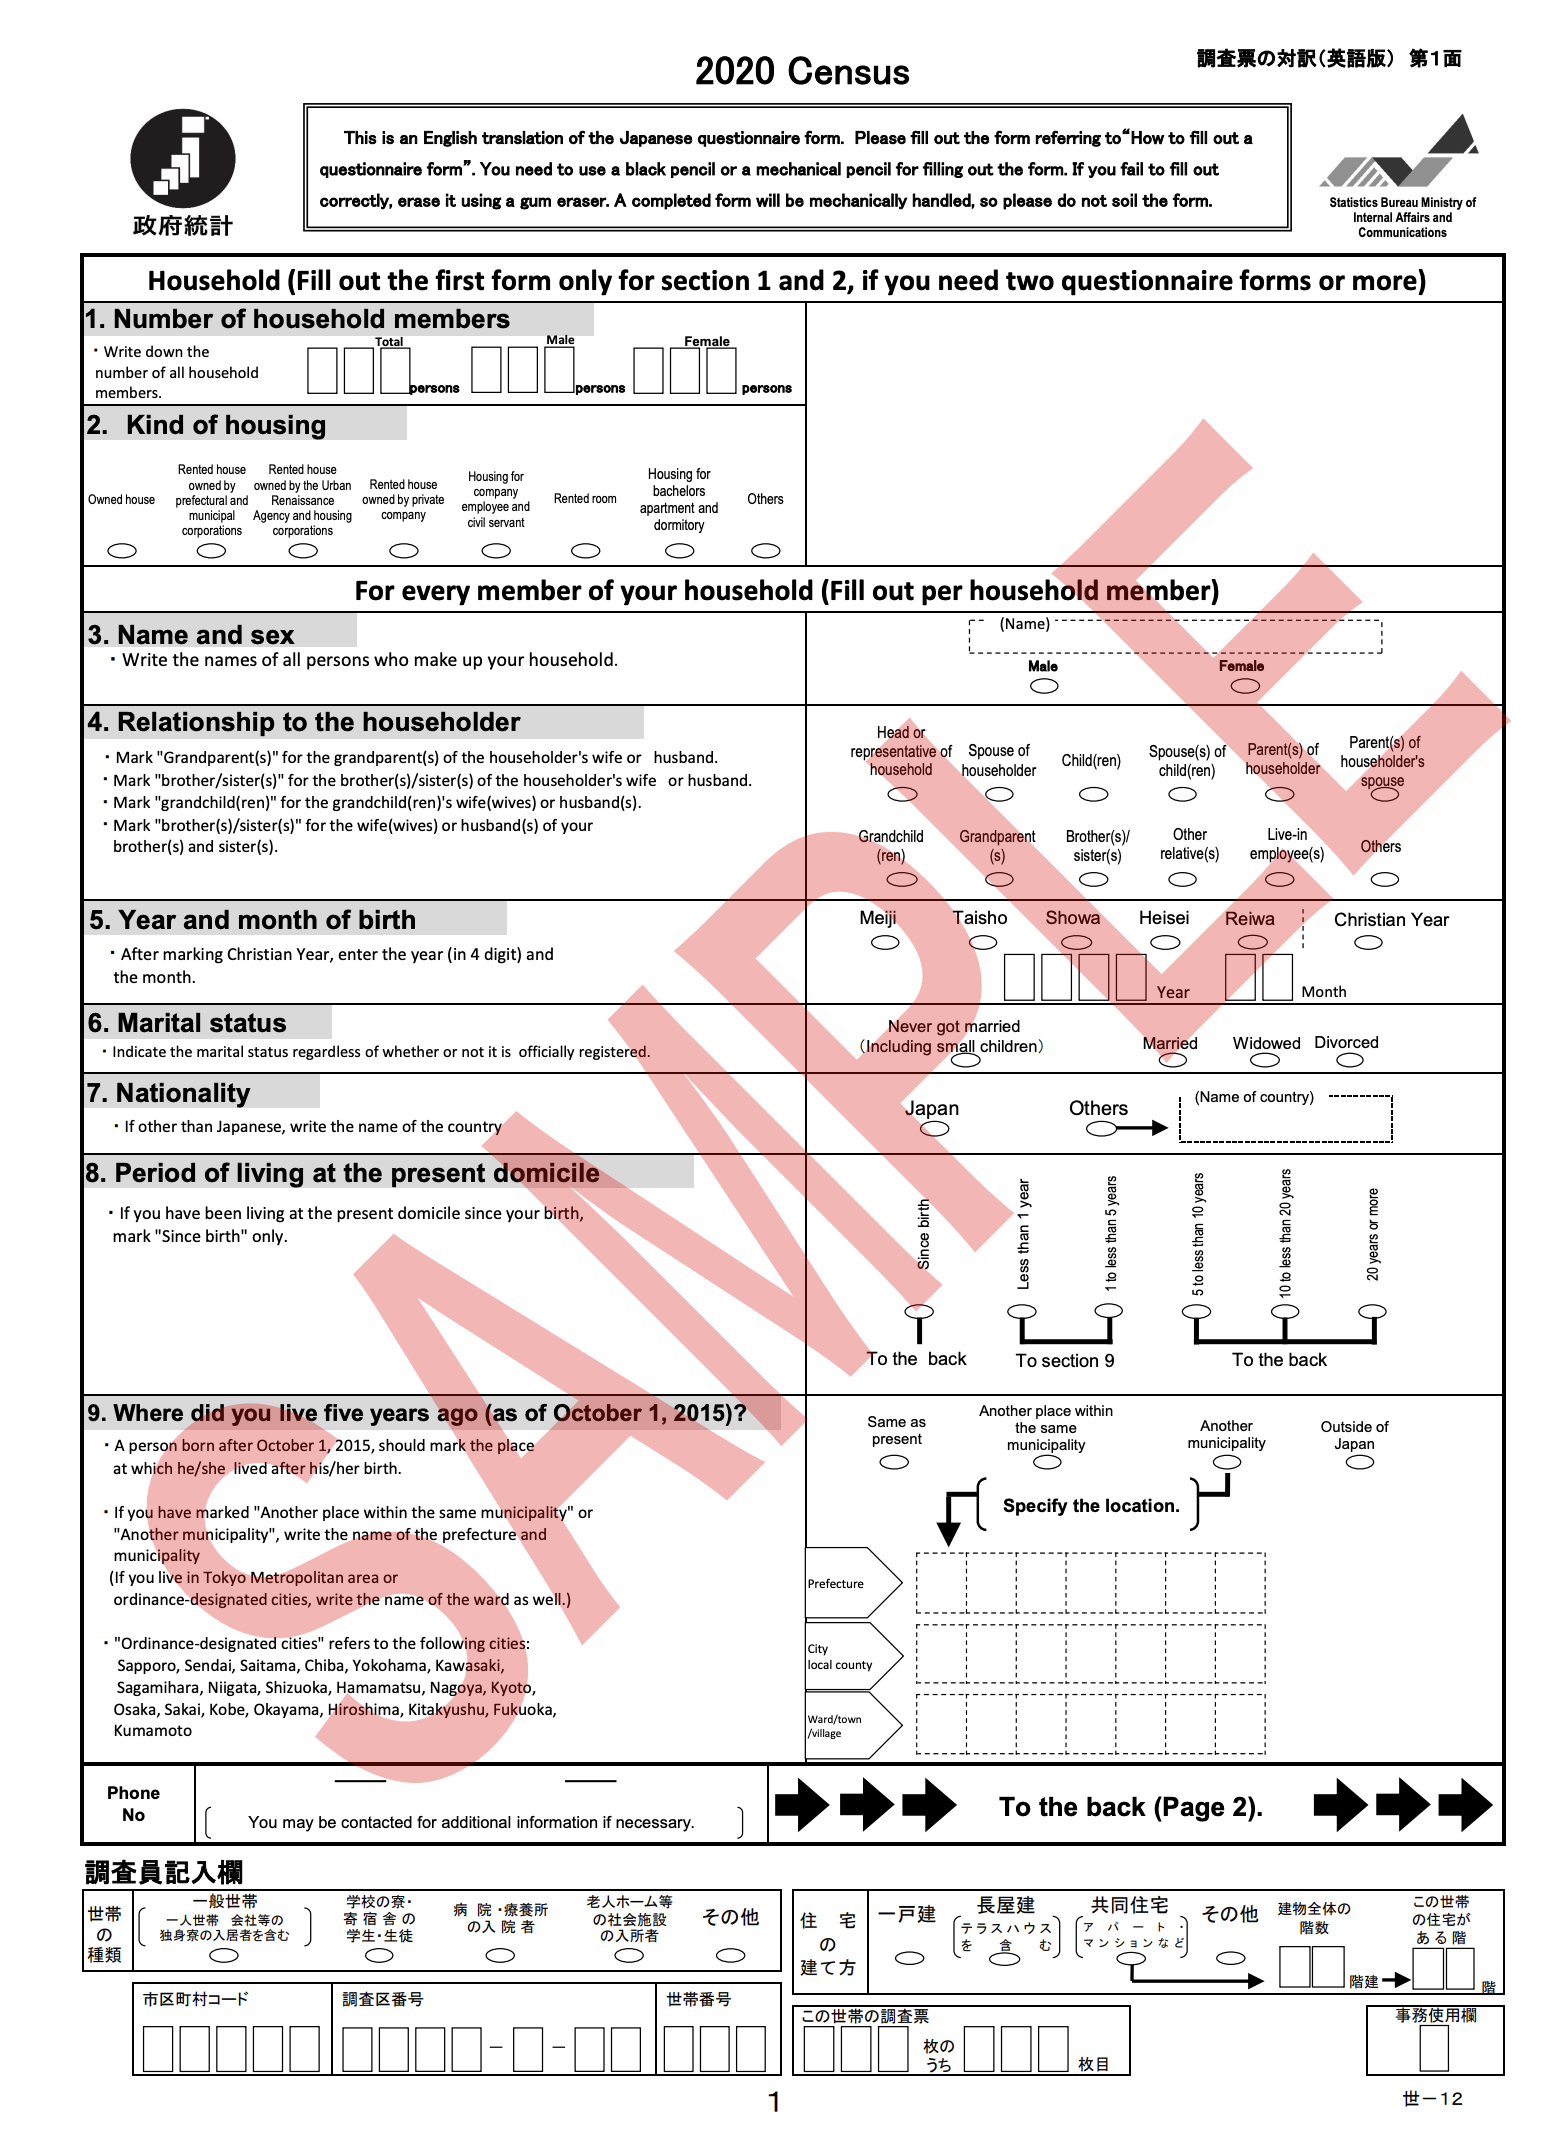 調査票の対訳（英語版） 第１面
2020 Census
政府統計
This is an English translation of the Japanese questionnaire form. Please fill out the form referring to“How to fill out a
questionnaire form”. You need to use a black pencil or a mechanical pencil for filling out the form. If you fail to fill out
correctly, erase it using a gum eraser. A completed form will be mechanically handled, so please do not soil the form.
Statistics Bureau Ministry of
Internal Affairs and
Communications
Household (Fill out the first form only for section 1 and 2, if you need two questionnaire forms or more)
1. Number of household members
・Write down the
number of all household
members.
Total
persons
Male
persons
Female
persons
2. Kind of housing
Owned house
Rented house
owned by
prefectural and
municipal
corporations
Rented house
owned by the Urban
Renaissance
Agency and housing
corporations
Rented house
owned by private
company
Housing for
company
employee and
civil servant
Rented room
Housing for
bachelors
apartment and
dormitory
Others
For every member of your household (Fill out per household member)
3. Name and sex
・Write the names of all persons who make up your household.
(Name)
Male
Female
4. Relationship to the householder
・Mark "Grandparent(s)" for the grandparent(s) of the householder's wife or husband.
・Mark "brother/sister(s)" for the brother(s)/sister(s) of the householder's wife or husband.
・Mark "grandchild(ren)" for the grandchild(ren)'s wife(wives) or husband(s).
・Mark "brother(s)/sister(s)" for the wife(wives) or husband(s) of your
brother(s) and sister(s).
Head or
representative of
household
Spouse of
householder
Child(ren)
Spouse(s) of
child(ren)
Parent(s) of
householder
Parent(s) of
householder's
spouse
Grandchild
(ren)
Grandparent
(s)
Brother(s)/
sister(s)
Other
relative(s)
Live-in
employee(s)
Others
5. Year and month of birth
・After marking Christian Year, enter the year (in 4 digit) and
the month.
Meiji
Taisho
Showa
Heisei
Reiwa
Christian Year
Year
Month
6. Marital status
・Indicate the marital status regardless of whether or not it is officially registered.
Never got married
（Including small children）
Married
Widowed
Divorced
7. Nationality
・If other than Japanese, write the name of the country
Japan
Others
(Name of country)
8. Period of living at the present domicile
・If you have been living at the present domicile since your birth,
mark "Since birth" only.
Since birth
Less than 1 year
1 to less than 5 years
5 to less than 10 years
10 to less than 20 years
20 years or more
To the back
To section 9
To the back
9. Where did you live five years ago (as of October 1, 2015)?
・A person born after October 1, 2015, should mark the place
at which he/she lived after his/her birth.
・If you have marked "Another place within the same municipality" or
"Another municipality", write the name of the prefecture and
municipality
(If you live in Tokyo Metropolitan area or
ordinance-designated cities, write the name of the ward as well.)
・"Ordinance-designated cities" refers to the following cities:
Sapporo, Sendai, Saitama, Chiba, Yokohama, Kawasaki,
Sagamihara, Niigata, Shizuoka, Hamamatsu, Nagoya, Kyoto,
Osaka, Sakai, Kobe, Okayama, Hiroshima, Kitakyushu, Fukuoka,
Kumamoto
Same as
present
Another place within
the same
municipality
Another
municipality
Outside of
Japan
Specify the location.
Prefecture
City
local county
Ward/town
/village
Phone
No
You may be contacted for additional information if necessary.
To the back (Page 2).
SAMPLE
調査員記入欄
世帯
の
種類
一般世帯
一人世帯 会社等の
独身寮の入居者を含む
学校の寮・
寄宿舎の
学生・生徒
病院・療養所
の入院者
老人ホーム等
の社会施設
の入所者
その他
住宅
の
建て方
一戸建
長屋建
テラスハウス
を含む
共同住宅
アパート・
マンションなど
その他
建物全体の
階数
階建
この世帯
の住宅が
ある階
階
市区町村コード
調査区番号
－ －
世帯番号
この世帯の調査票
枚の
うち
枚目
事務使用欄
1
世－１２